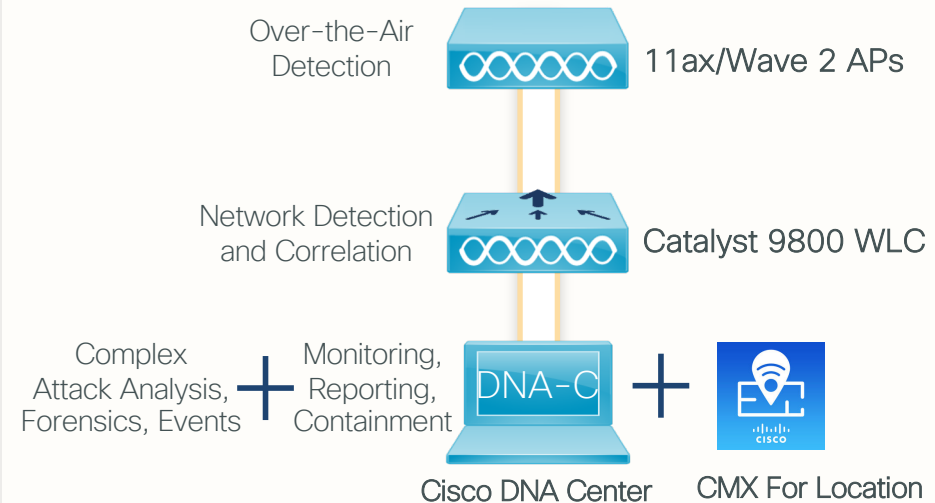 Over-the-Air
Detection
11ax/Wave 2 APs
Network Detection
and Correlation
Catalyst 9800 WLC
Complex
Attack Analysis,
Forensics, Events
Monitoring,
Reporting,
Containment
DNA-C
CISCO
Cisco DNA Center
CMX For Location